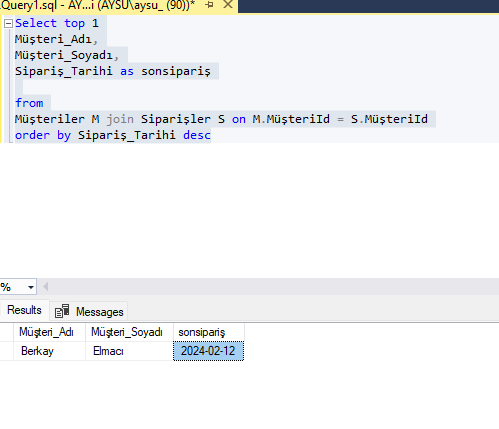 .Query1.sql - AY...i (AYSU\aysu_ (90))*
Select top 1
Müşteri_Adı,
Müşteri_Soyadı,
Sipariş_Tarihi as sonsipariş
from
Müşteriler M join Siparişler S on M.MüşteriId = S.MüşteriId
order by Sipariş_Tarihi desc
%
Results Messages
Müşteri_Adı Müşteri_Soyadı sonsipariş
Berkay Elmacı 2024-02-12